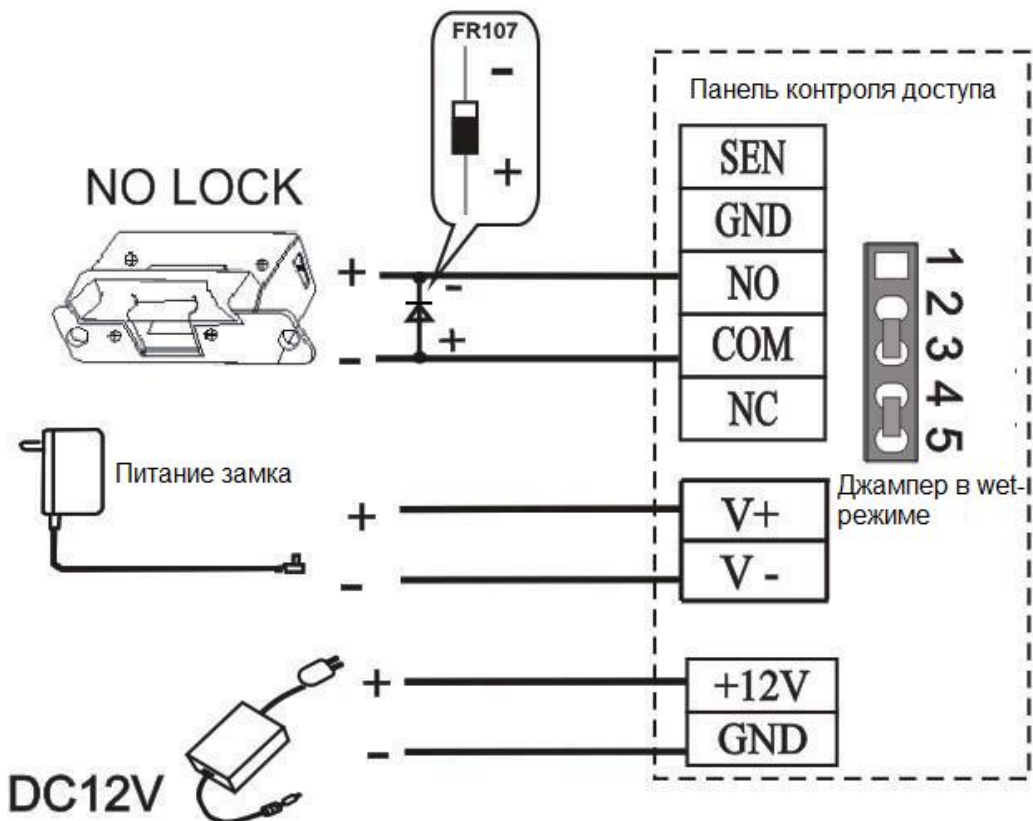 FR107
-
+
Панель контроля доступа
NO LOCK
+
-
-
+
SEN
GND
NO
COM
NC
1
2
3
4
5
Джампер в wet-
режиме
Питание замка
+
-
V+
V -
DC12V
+
-
+12V
GND